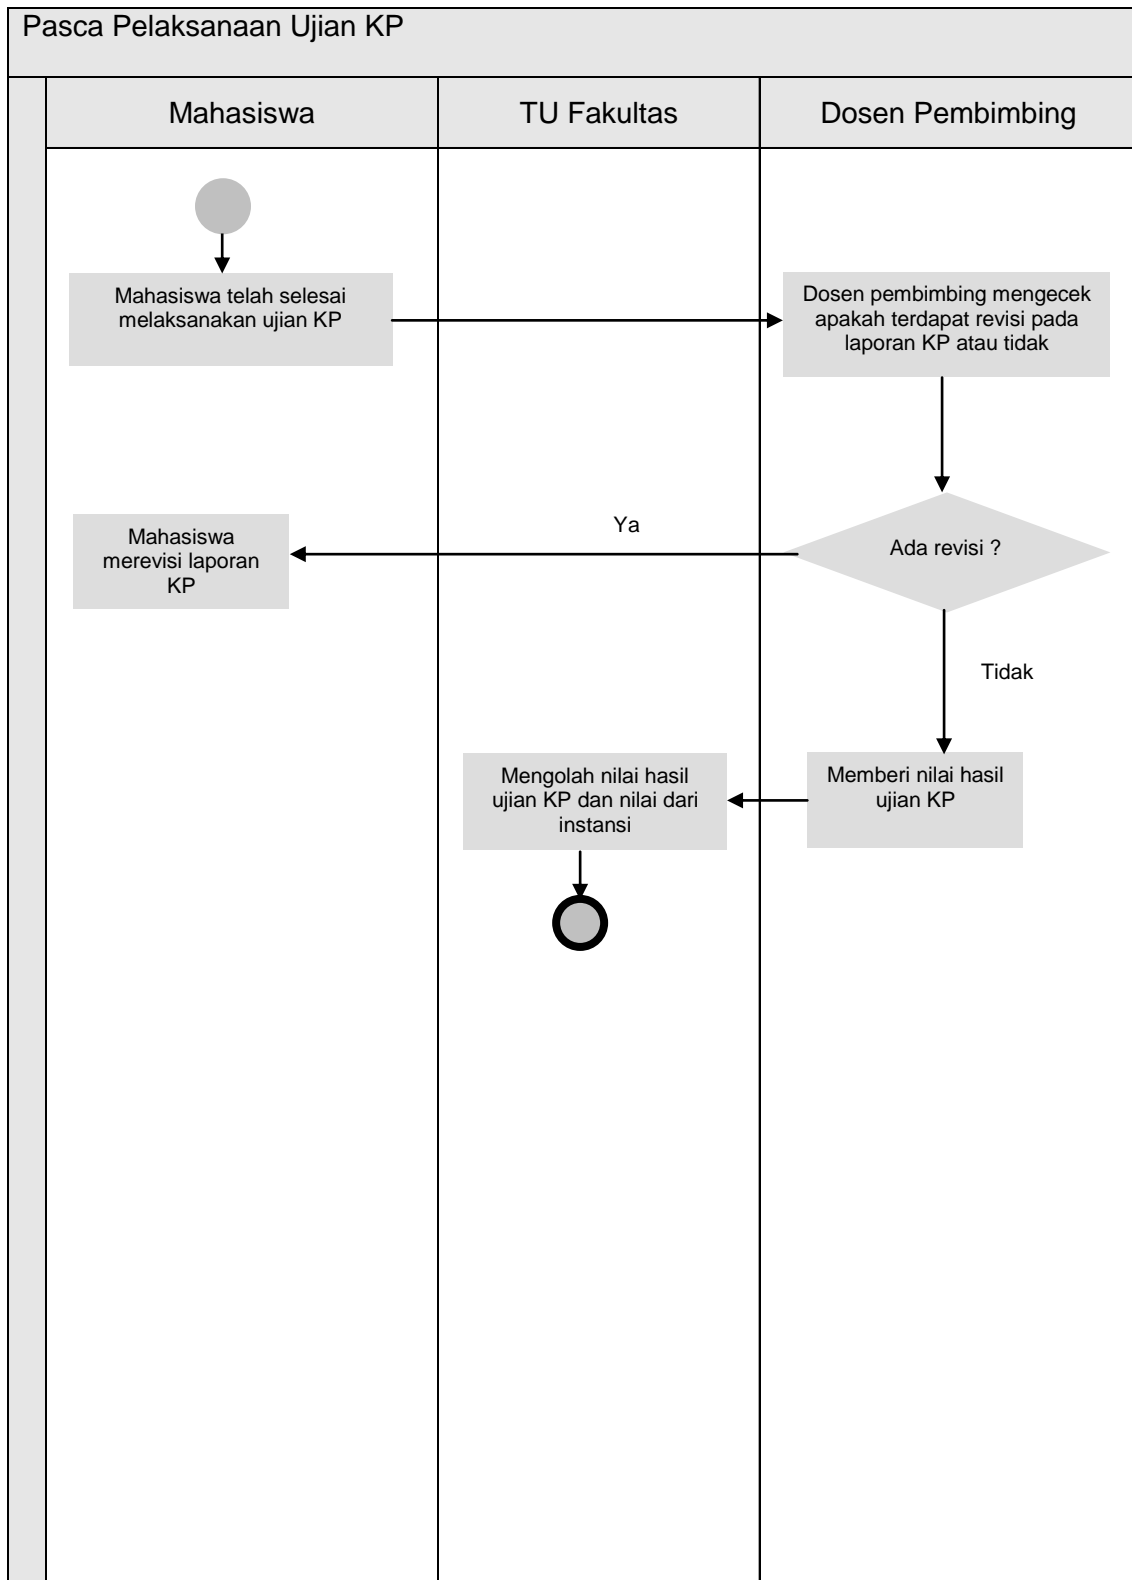 Pasca Pelaksanaan Ujian KP
Mahasiswa
TU Fakultas
Dosen Pembimbing
Mahasiswa telah selesai
melaksanakan ujian KP
Dosen pembimbing mengecek
apakah terdapat revisi pada
laporan KP atau tidak
Mahasiswa
merevisi laporan
KP
Ya
Ada revisi ?
Tidak
Mengolah nilai hasil
ujian KP dan nilai dari
instansi
Memberi nilai hasil
ujian KP